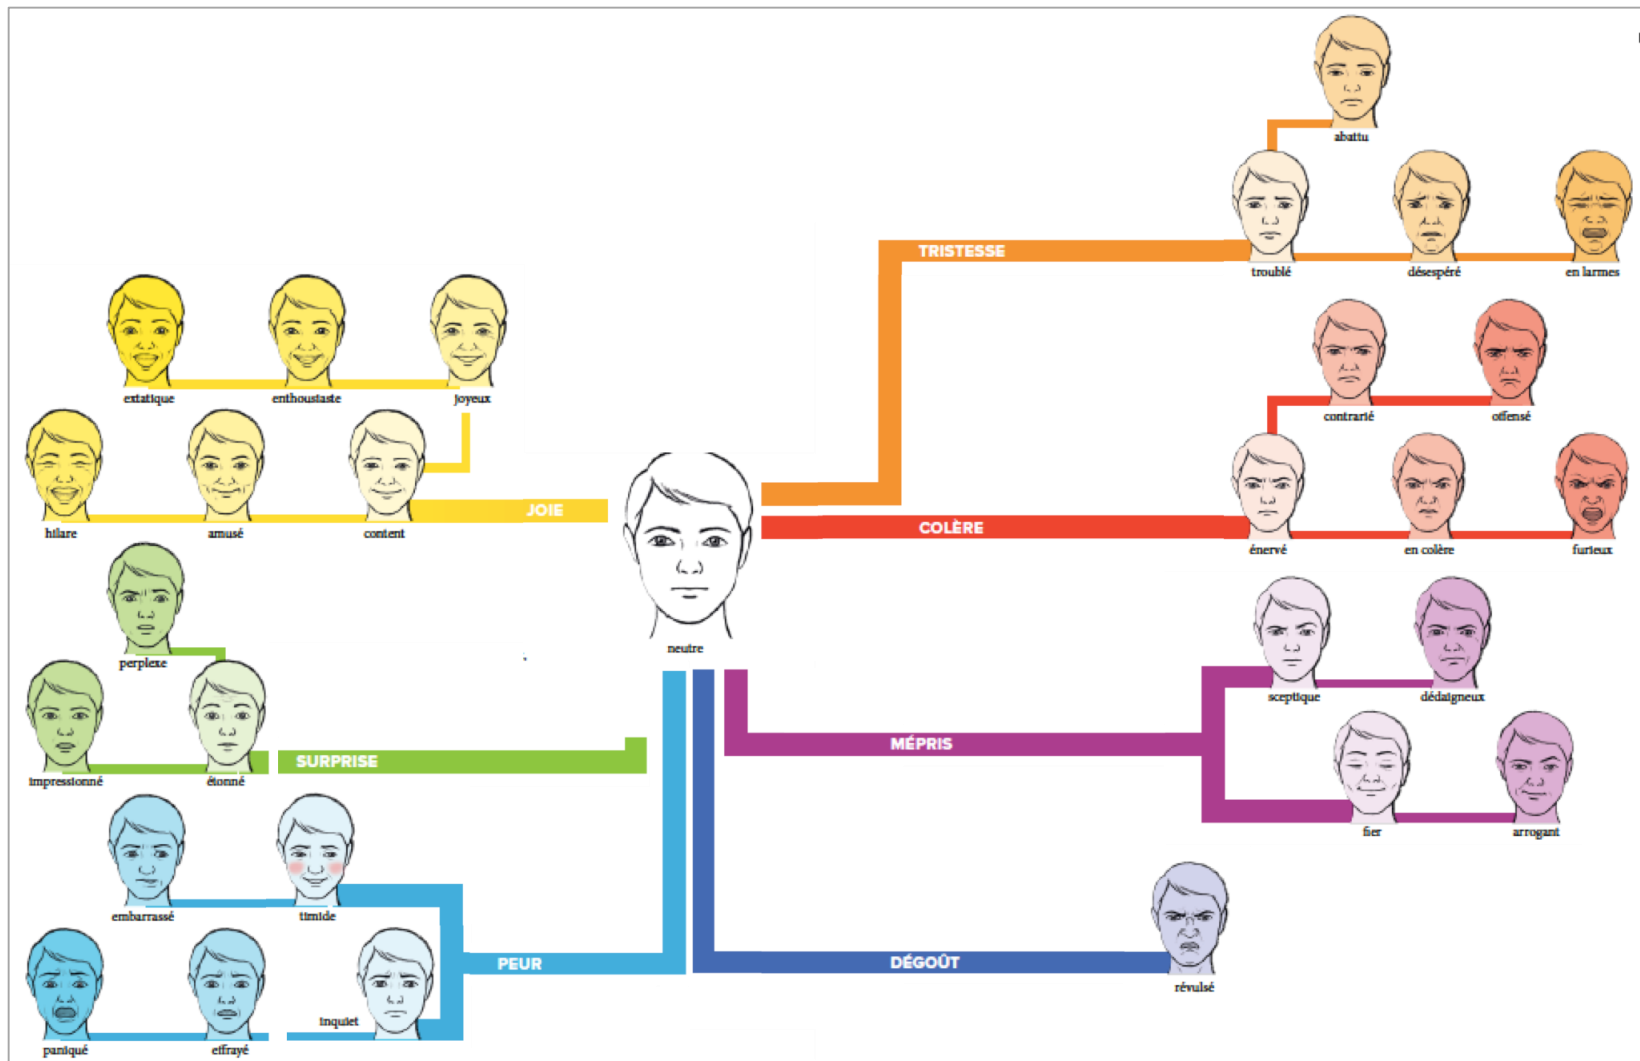 abattu
TRISTESSE
troublé
désespéré
en larmes
extatique
enthousiaste
joyeux
contrarié
offensé
hilare
amusé
content
JOIE
COLÈRE
énervé
en colère
furieux
perplexe
neutre
sceptique
dédaigneux
impressionné
étonné
SURPRISE
MÉPRIS
fier
arrogant
embarrassé
timide
PEUR
DÉGOÛT
révulsé
paniqué
effrayé
inquiet